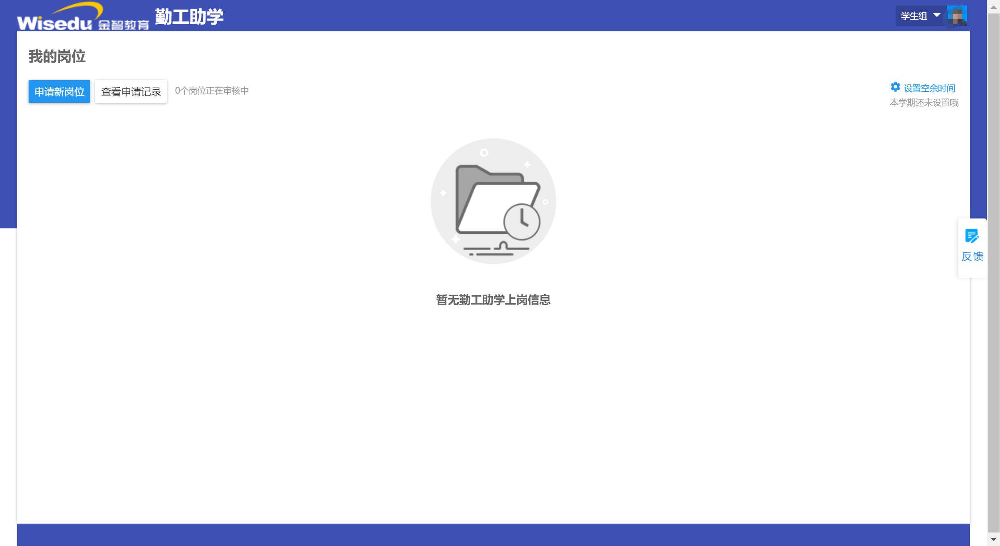 Wisedu 金智教育 勤工助学
学生组
我的岗位
申请新岗位 查看申请记录 0个岗位正在审核中
设置空余时间
本学期还未设置哦
反馈
暂无勤工助学上岗信息